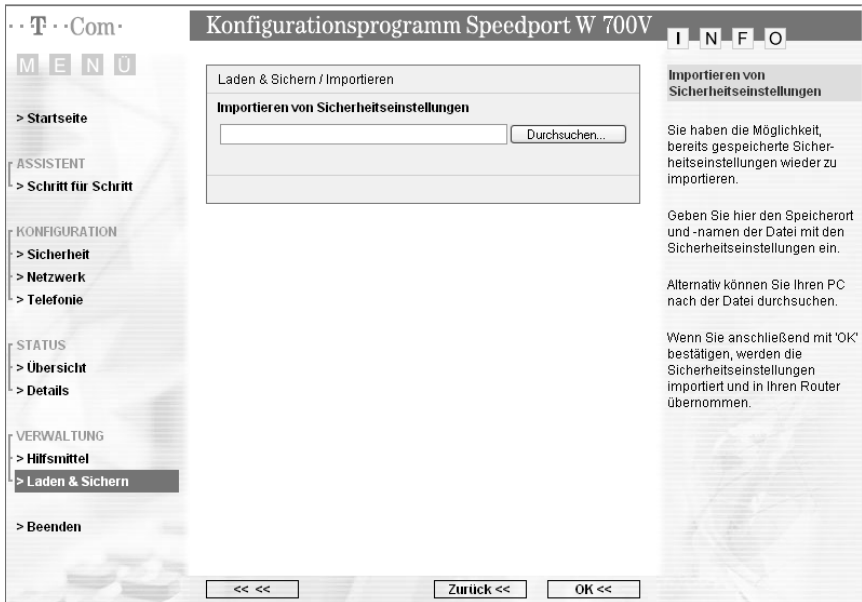 · · T · · Com ·
Konfigurationsprogramm Speedport W 700V
I N F O
M E N Ü
> Startseite
ASSISTENT
> Schritt für Schritt
KONFIGURATION
> Sicherheit
> Netzwerk
> Telefonie
STATUS
> Übersicht
> Details
VERWALTUNG
> Hilfsmittel
> Laden & Sichern
> Beenden
Laden & Sichern / Importieren
Importieren von Sicherheitseinstellungen
Durchsuchen...
<< <<
Zurück <<
OK <<
Importieren von
Sicherheitseinstellungen
Sie haben die Möglichkeit,
bereits gespeicherte Sicher-
heitseinstellungen wieder zu
importieren.
Geben Sie hier den Speicherort
und -namen der Datei mit den
Sicherheitseinstellungen ein.
Alternativ können Sie Ihren PC
nach der Datei durchsuchen.
Wenn Sie anschließend mit 'OK'
bestätigen, werden die
Sicherheitseinstellungen
importiert und in Ihren Router
übernommen.